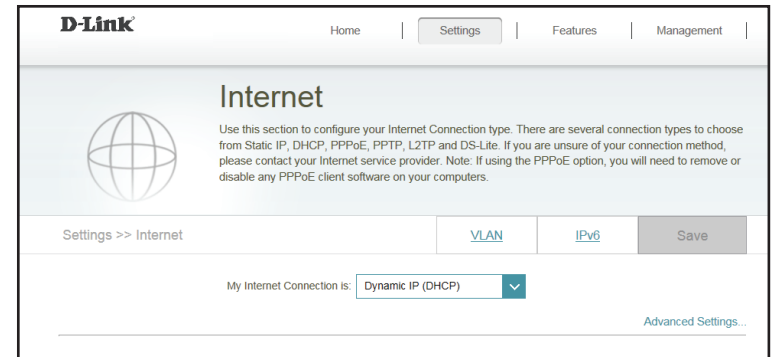 D-Link
Home | Settings | Features | Management |
Internet
Use this section to configure your Internet Connection type. There are several connection types to choose
from Static IP, DHCP, PPPoE, PPTP, L2TP and DS-Lite. If you are unsure of your connection method,
please contact your Internet service provider. Note: If using the PPPoE option, you will need to remove or
disable any PPPoE client software on your computers.
Settings >> Internet VLAN IPv6 Save
My Internet Connection is: Dynamic IP (DHCP)
Advanced Settings...